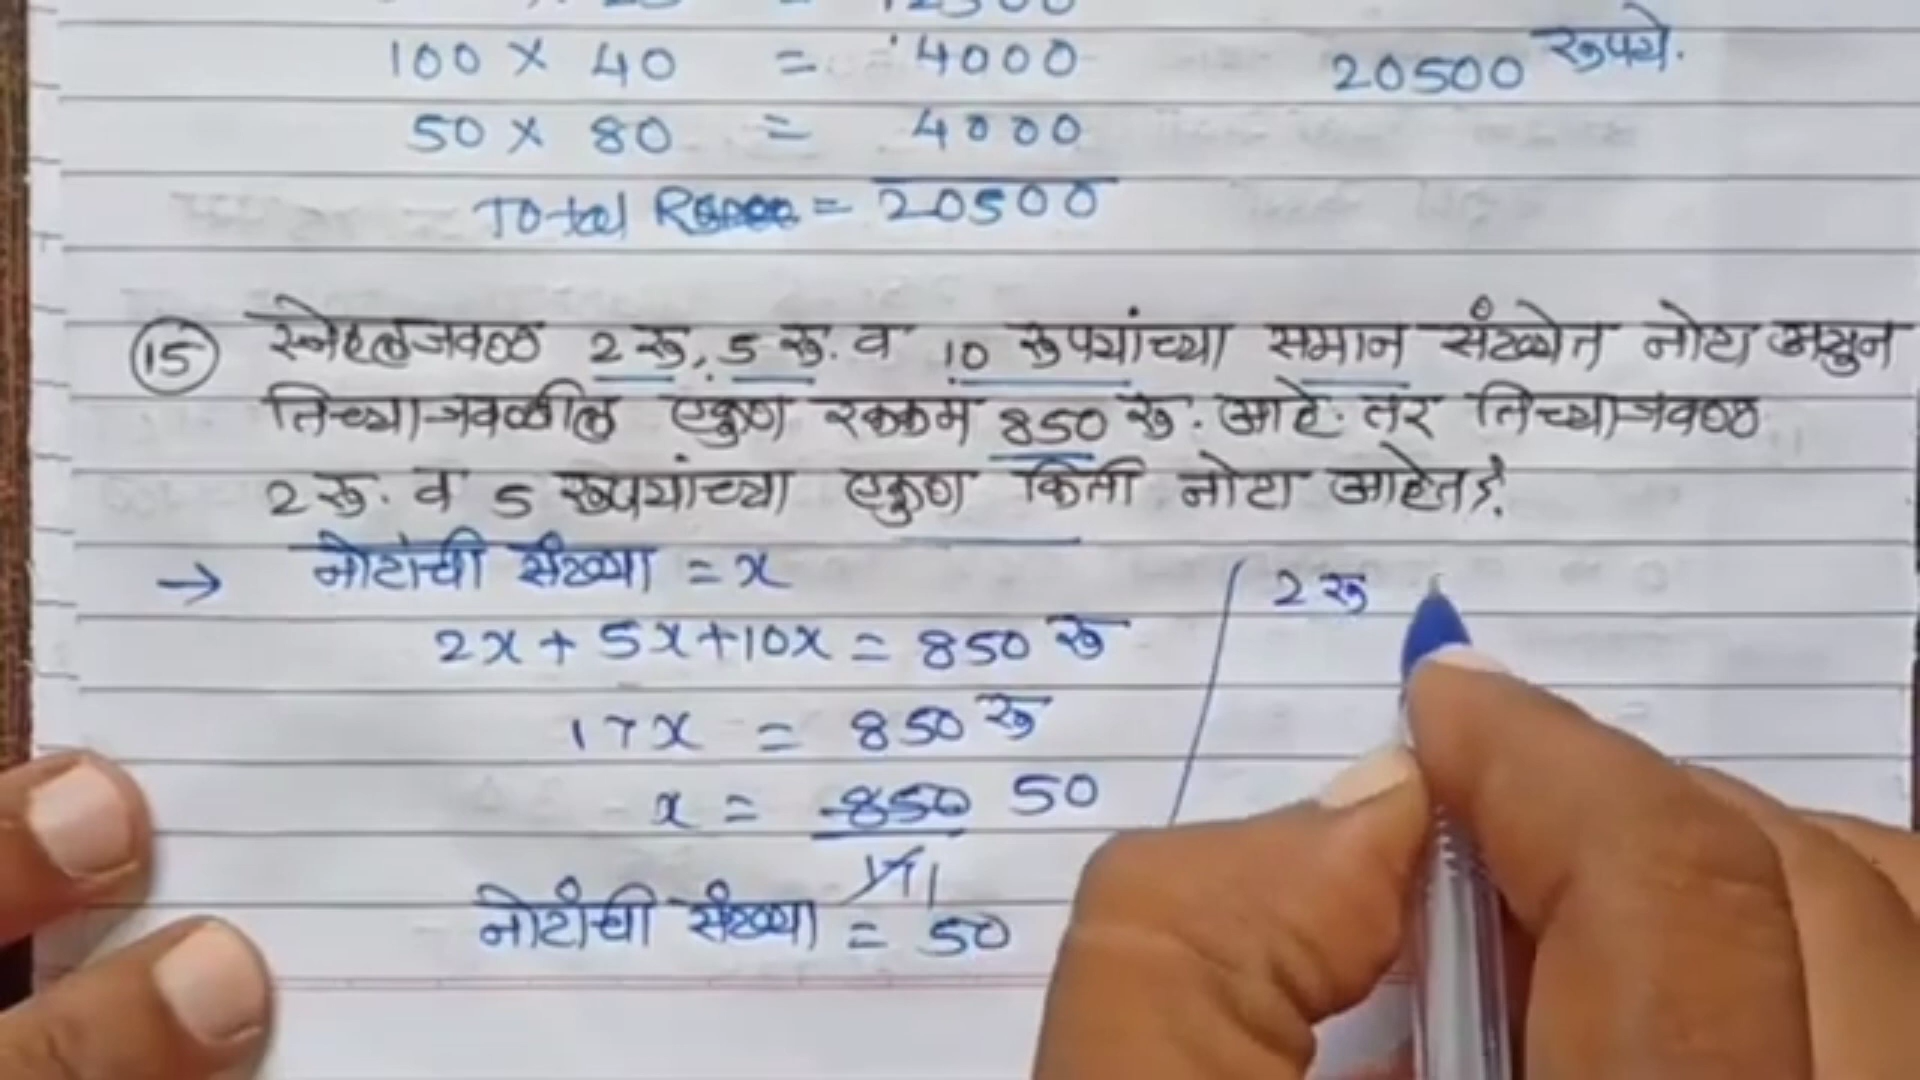 100 × 40 = 4000
20500 रुपये.
50 × 80 = 4000
Total = 20500
15 स्नेहलजवळ 2 रु, 5 रु. व 10 रुपयांच्या समान संख्येत नोटा असुन
तिच्याजवळील एकुण रक्कम 850 रु. आहे. तर तिच्याजवळ
2 रु. व 5 रुपयांच्या एकुण किती नोटा आहेत?
→ नोटांची संख्या = x
2 रु
2x + 5x + 10x = 850 रु
17x = 850 रु
x = 850 50
17 1
नोटांची संख्या = 50